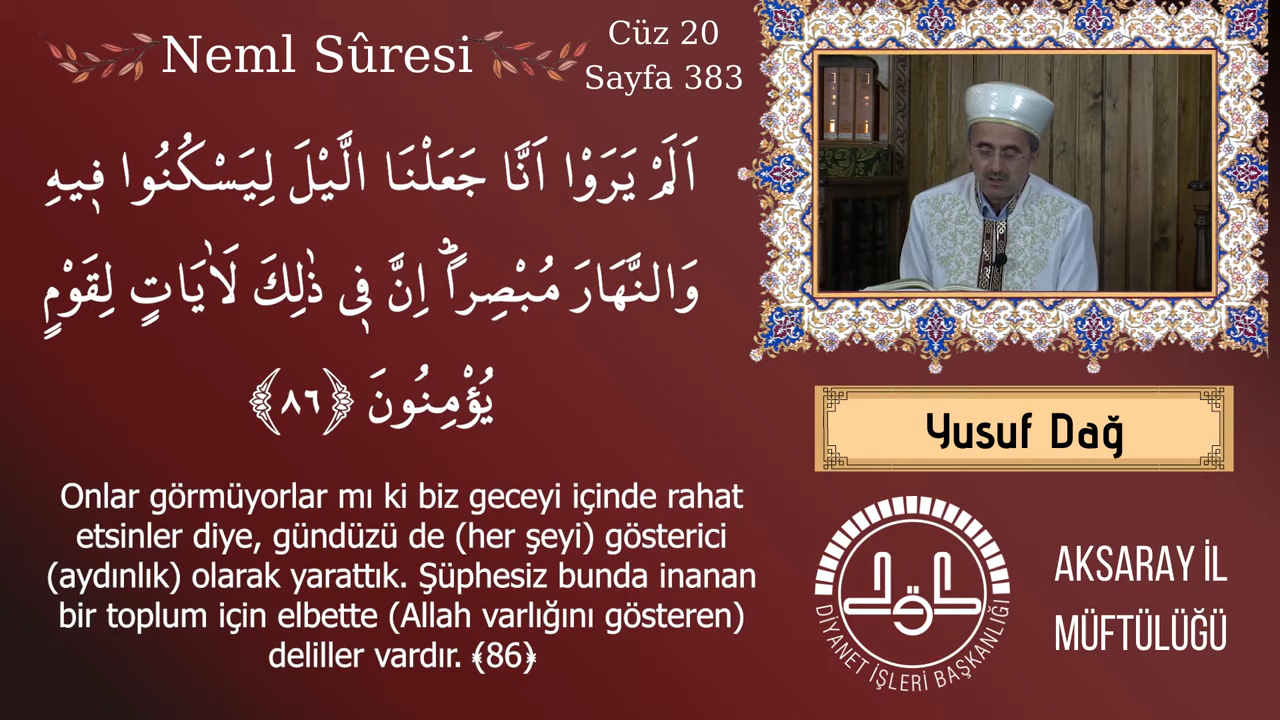 Neml Sûresi
Cüz 20
Sayfa 383
اَلَمْ يَرَوْا اَنَّا جَعَلْنَا الَّيْلَ لِيَسْكُنُوا ف۪يهِ
وَالنَّهَارَ مُبْصِراًۜ اِنَّ ف۪ي ذٰلِكَ لَاٰيَاتٍ لِقَوْمٍ
يُؤْمِنُونَ ﴿٨٦﴾
Onlar görmüyorlar mı ki biz geceyi içinde rahat
etsinler diye, gündüzü de (her şeyi) gösterici
(aydınlık) olarak yarattık. Şüphesiz bunda inanan
bir toplum için elbette (Allah varlığını gösteren)
deliller vardır. ﴾86﴿
Yusuf Dağ
DİYANET İŞLERİ BAŞKANLIĞI
AKSARAY İL
MÜFTÜLÜĞÜ